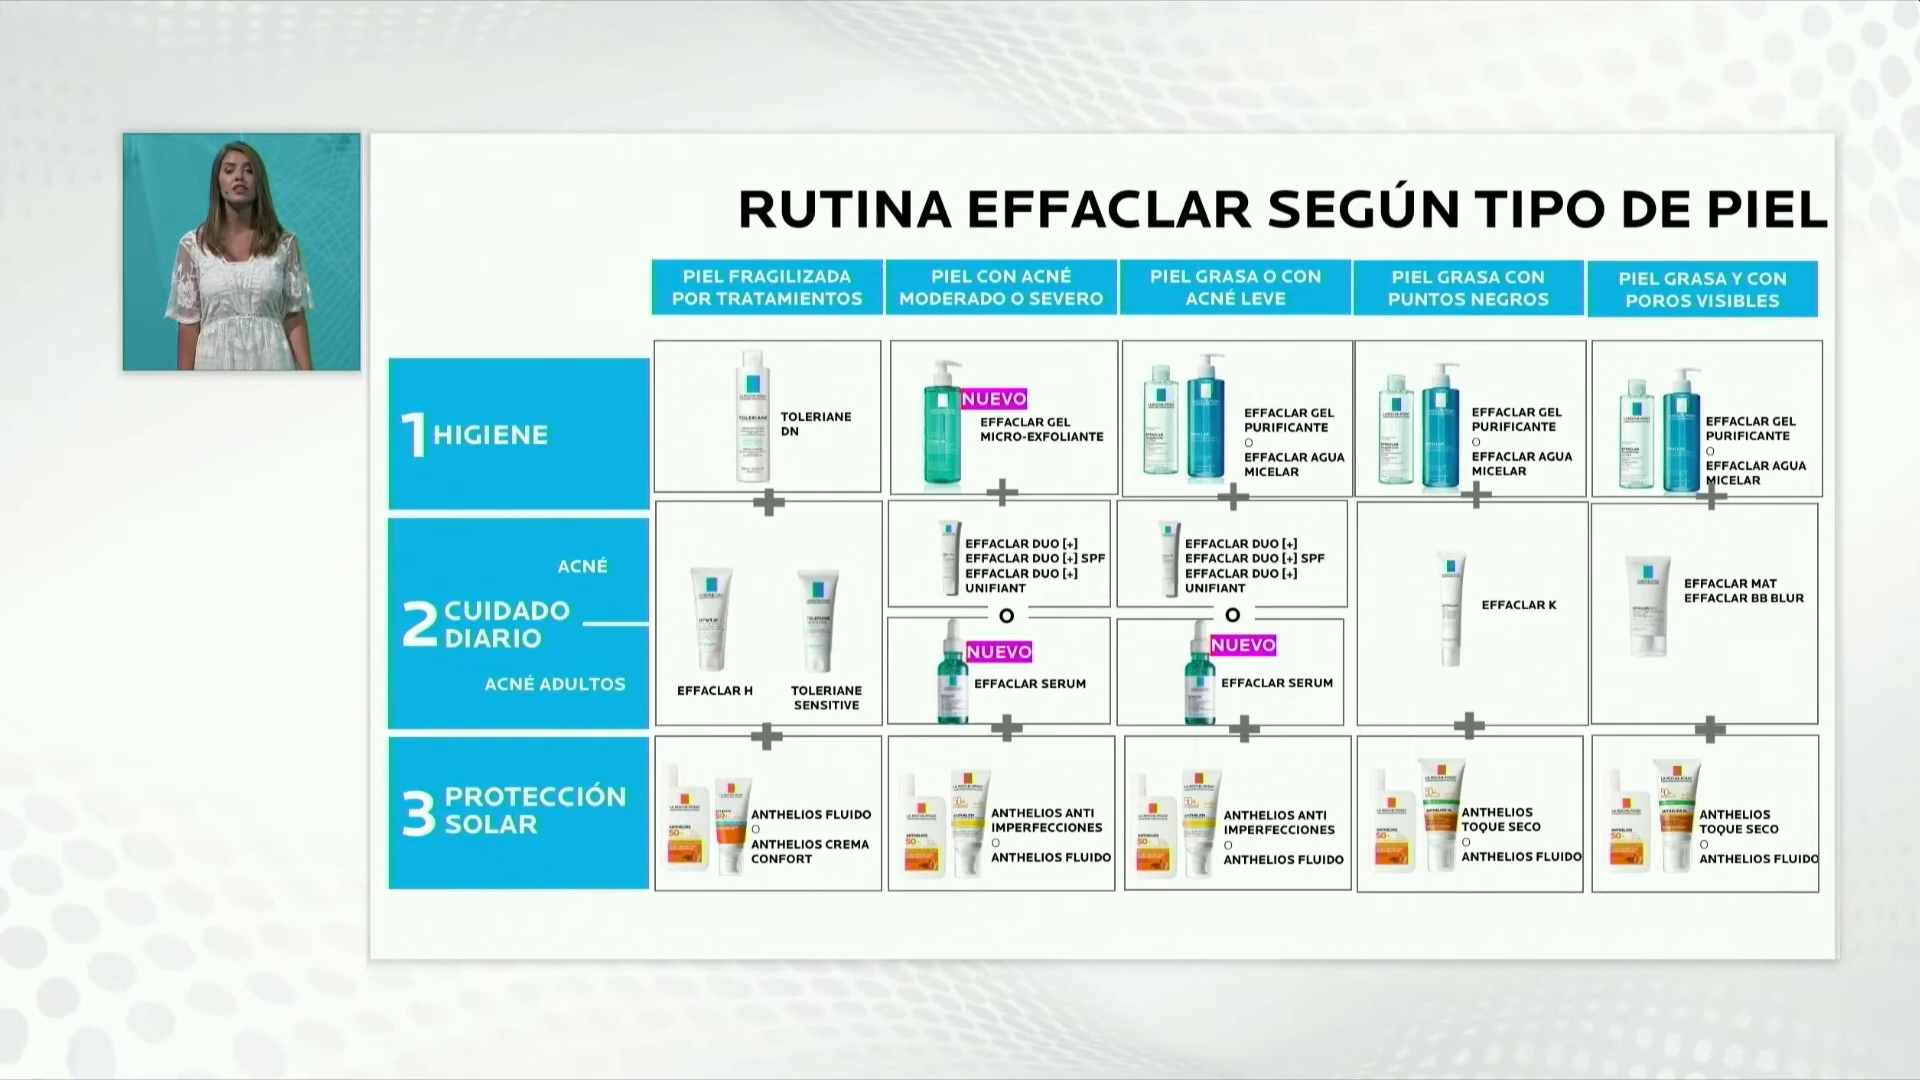 RUTINA EFFACLAR SEGÚN TIPO DE PIEL
PIEL FRAGILIZADA
POR TRATAMIENTOS
PIEL CON ACNÉ
MODERADO O SEVERO
PIEL GRASA O CON
ACNÉ LEVE
PIEL GRASA CON
PUNTOS NEGROS
PIEL GRASA Y CON
POROS VISIBLES
1 HIGIENE
TOLERIANE
DN
NUEVO
EFFACLAR GEL
MICRO-EXFOLIANTE
EFFACLAR GEL
PURIFICANTE
O
EFFACLAR AGUA
MICELAR
EFFACLAR GEL
PURIFICANTE
O
EFFACLAR AGUA
MICELAR
EFFACLAR GEL
PURIFICANTE
O
EFFACLAR AGUA
MICELAR
+ + + + +
ACNÉ
2 CUIDADO
DIARIO
ACNÉ ADULTOS
EFFACLAR H
TOLERIANE
SENSITIVE
EFFACLAR DUO [+]
EFFACLAR DUO [+] SPF
EFFACLAR DUO [+]
UNIFIANT
O
NUEVO
EFFACLAR SERUM
EFFACLAR DUO [+]
EFFACLAR DUO [+] SPF
EFFACLAR DUO [+]
UNIFIANT
O
NUEVO
EFFACLAR SERUM
EFFACLAR K
EFFACLAR MAT
EFFACLAR BB BLUR
+ + + + +
3 PROTECCIÓN
SOLAR
ANTHELIOS FLUIDO
O
ANTHELIOS CREMA
CONFORT
ANTHELIOS ANTI
IMPERFECCIONES
O
ANTHELIOS FLUIDO
ANTHELIOS ANTI
IMPERFECCIONES
O
ANTHELIOS FLUIDO
ANTHELIOS
TOQUE SECO
O
ANTHELIOS FLUIDO
ANTHELIOS
TOQUE SECO
O
ANTHELIOS FLUIDO